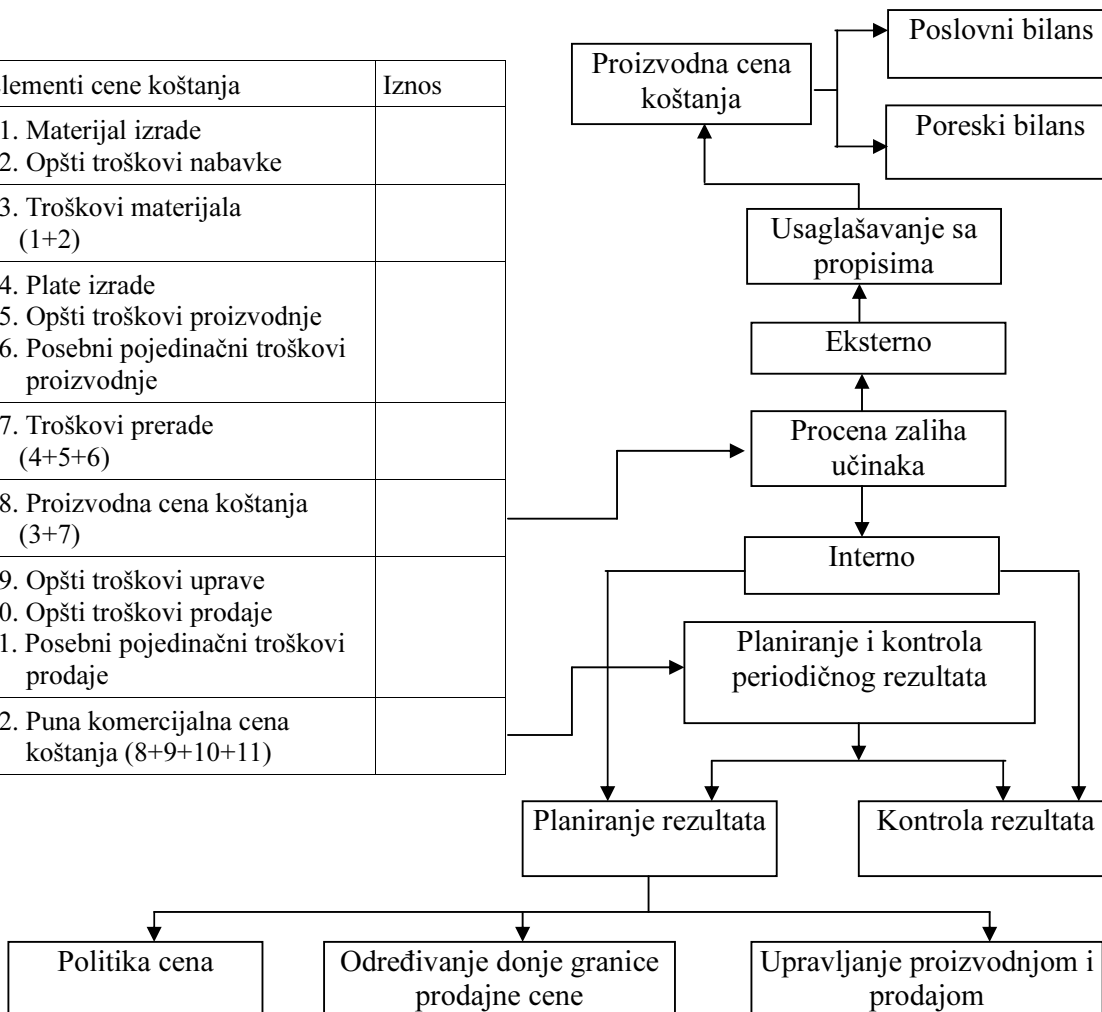 lementi cene koštanja
Iznos
1. Materijal izrade
2. Opšti troškovi nabavke
3. Troškovi materijala
(1+2)
4. Plate izrade
5. Opšti troškovi proizvodnje
6. Posebni pojedinačni troškovi
proizvodnje
7. Troškovi prerade
(4+5+6)
8. Proizvodna cena koštanja
(3+7)
9. Opšti troškovi uprave
0. Opšti troškovi prodaje
1. Posebni pojedinačni troškovi
prodaje
2. Puna komercijalna cena
koštanja (8+9+10+11)
Proizvodna cena
koštanja
Poslovni bilans
Poreski bilans
Usaglašavanje sa
propisima
Eksterno
Procena zaliha
učinaka
Interno
Planiranje i kontrola
periodičnog rezultata
Planiranje rezultata
Kontrola rezultata
Politika cena
Određivanje donje granice
prodajne cene
Upravljanje proizvodnjom i
prodajom